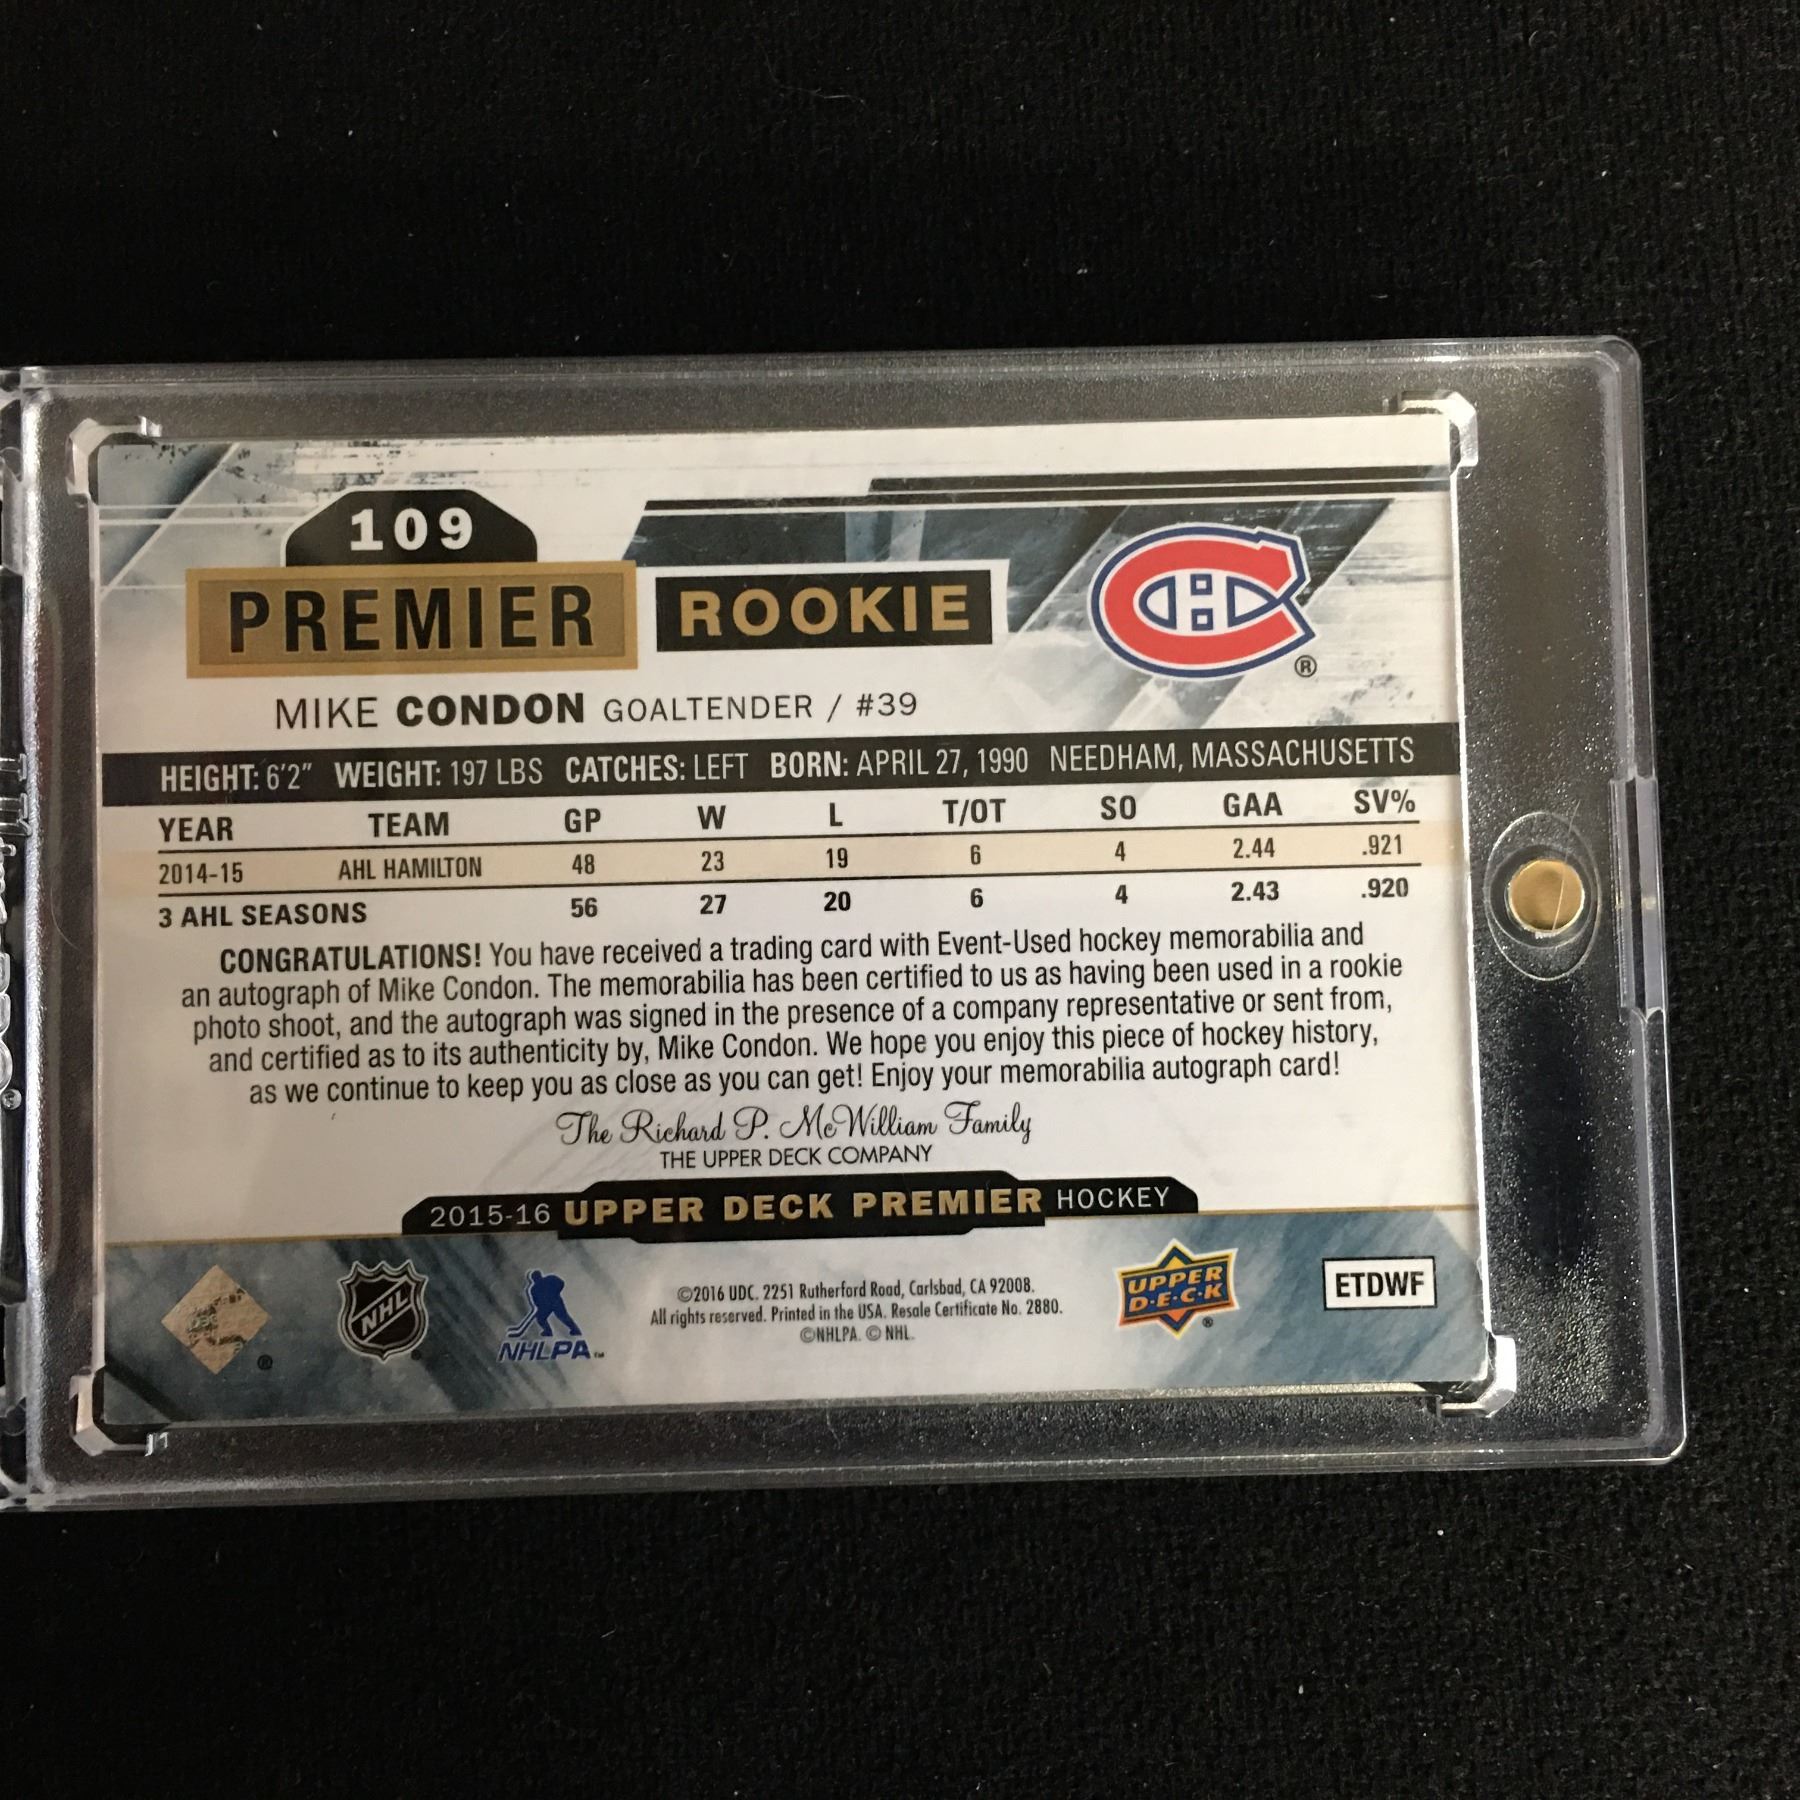 109
PREMIER ROOKIE
®
MIKE CONDON GOALTENDER / #39
HEIGHT: 6'2" WEIGHT: 197 LBS CATCHES: LEFT BORN: APRIL 27, 1990 NEEDHAM, MASSACHUSETTS
YEAR TEAM GP W L T/OT SO GAA SV%
2014-15 AHL HAMILTON 48 23 19 6 4 2.44 .921
3 AHL SEASONS 56 27 20 6 4 2.43 .920
CONGRATULATIONS! You have received a trading card with Event-Used hockey memorabilia and
an autograph of Mike Condon. The memorabilia has been certified to us as having been used in a rookie
photo shoot, and the autograph was signed in the presence of a company representative or sent from,
and certified as to its authenticity by, Mike Condon. We hope you enjoy this piece of hockey history,
as we continue to keep you as close as you can get! Enjoy your memorabilia autograph card!
The Richard P. McWilliam Family
THE UPPER DECK COMPANY
2015-16 UPPER DECK PREMIER HOCKEY
®
NHL
NHLPA™
©2016 UDC. 2251 Rutherford Road, Carlsbad, CA 92008.
All rights reserved. Printed in the USA. Resale Certificate No. 2880.
©NHLPA. © NHL.
UPPER
D·E·C·K
®
ETDWF